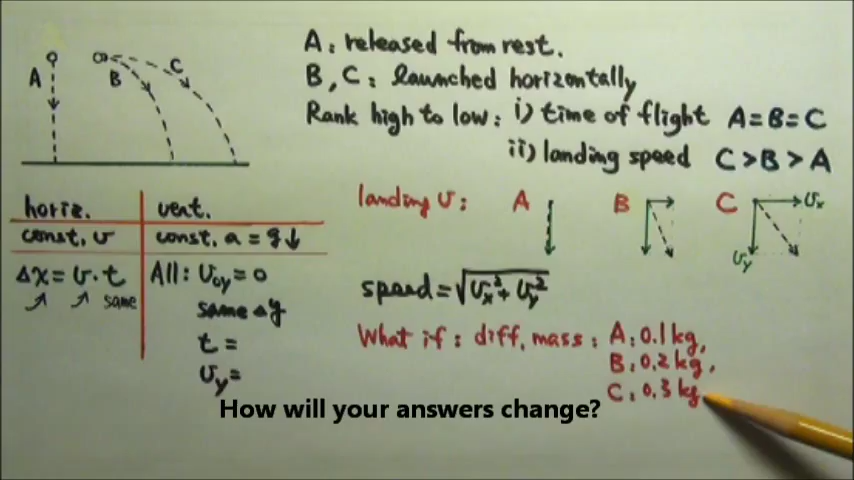 A: released from rest.
B, C: launched horizontally
Rank high to low: i) time of flight A=B=C
ii) landing speed C>B>A
A
B
C
horiz. vert.
const. v const. a = g↓
Δx = v·t All: v₀y = 0
same same Δy
t =
vy =
landing v: A B C vx
vy
speed = √(vx² + vy²)
What if: diff. mass: A: 0.1 kg,
B: 0.2 kg,
C: 0.3 kg
How will your answers change?